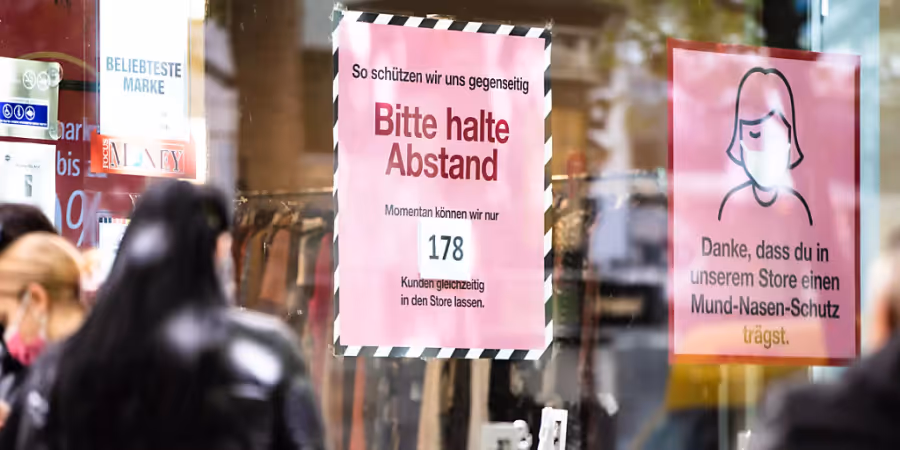 BELIEBTESTE
MARKE
FOCUS
MONEY
So schützen wir uns gegenseitig
Bitte halte
Abstand
Momentan können wir nur
178
Kunden gleichzeitig
in den Store lassen.
Danke, dass du in
unserem Store einen
Mund-Nasen-Schutz
trägst.